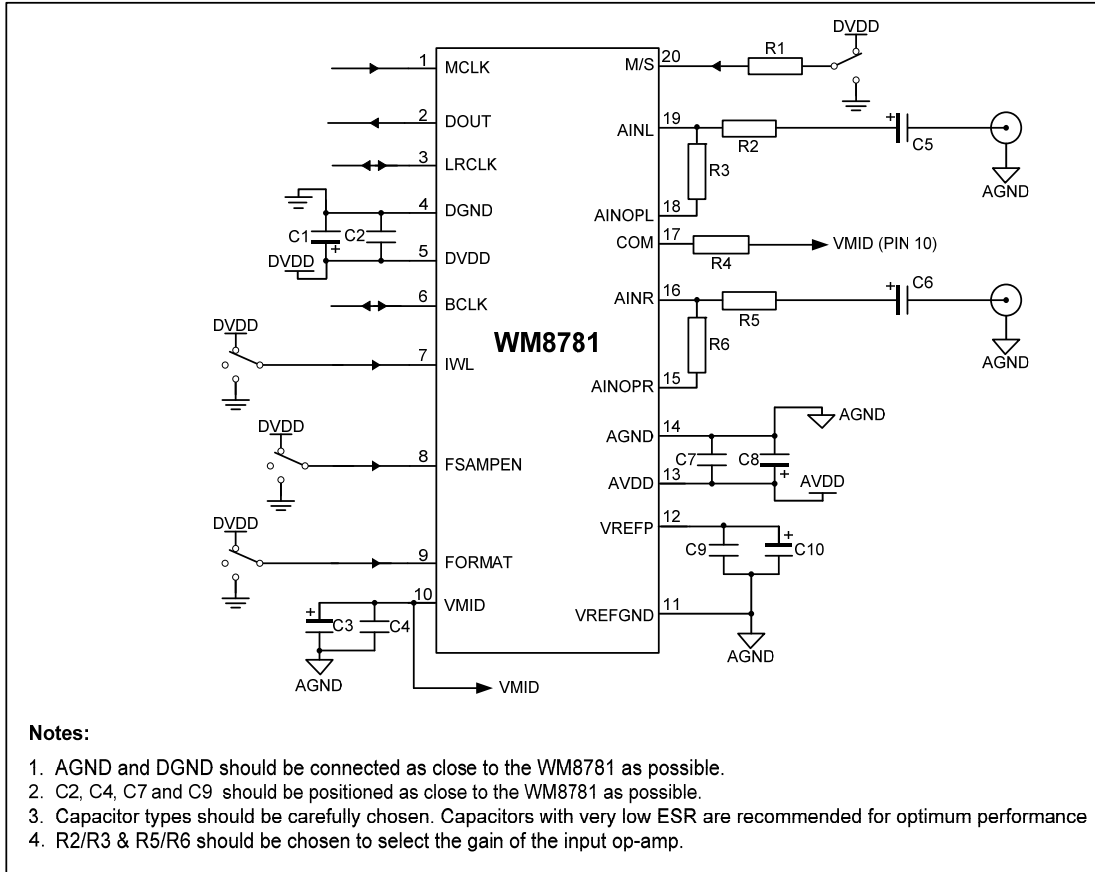 DVDD
R1
1
MCLK
M/S
20
2
DOUT
AINL
19
R2
+
C5
3
LRCLK
R3
AGND
4
DGND
AINOPL
18
C1
C2
+
COM
17
R4
VMID (PIN 10)
DVDD
5
DVDD
6
BCLK
AINR
16
R5
+
C6
WM8781
R6
AGND
DVDD
7
IWL
AINOPR
15
AGND
14
AGND
DVDD
C7
C8
+
8
FSAMPEN
AVDD
13
AVDD
VREFP
12
C9
+
C10
DVDD
9
FORMAT
10
VMID
VREFGND
11
+
C3
C4
AGND
AGND
VMID
Notes:
1. AGND and DGND should be connected as close to the WM8781 as possible.
2. C2, C4, C7 and C9 should be positioned as close to the WM8781 as possible.
3. Capacitor types should be carefully chosen. Capacitors with very low ESR are recommended for optimum performance
4. R2/R3 & R5/R6 should be chosen to select the gain of the input op-amp.